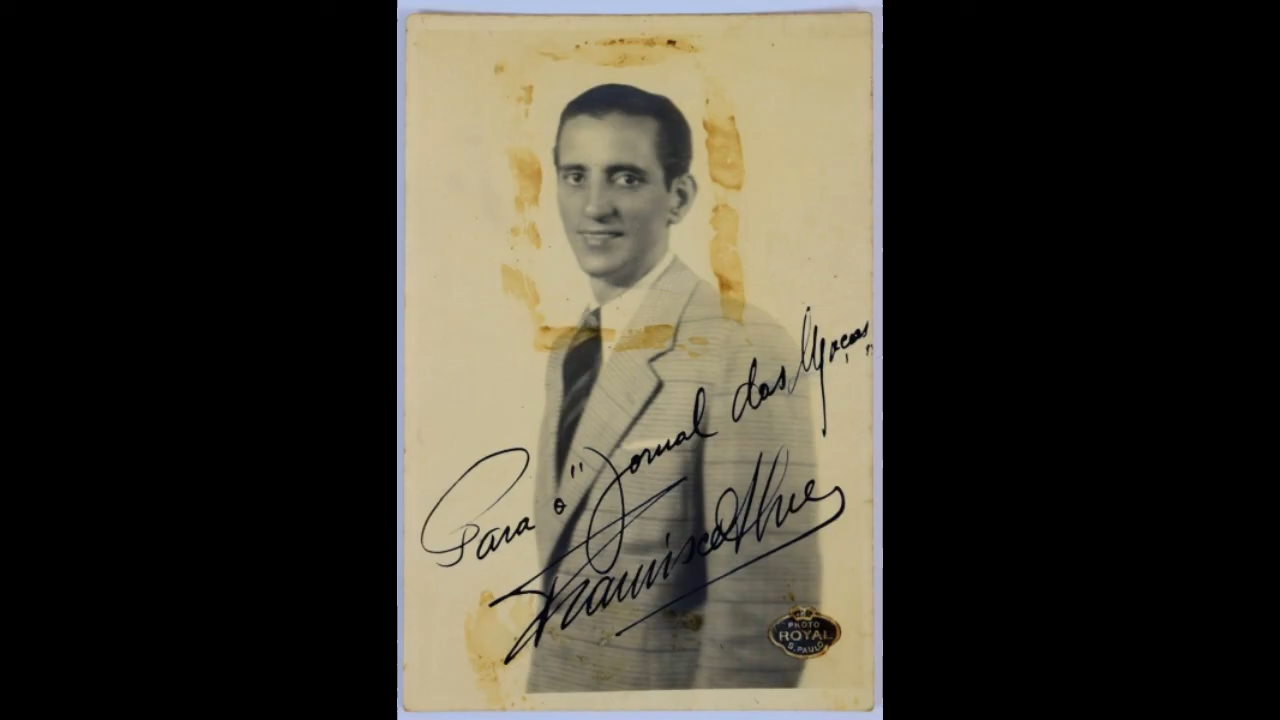 Para o "Jornal das Moças"
Francisco Alves
PHOTO
ROYAL
S. PAULO